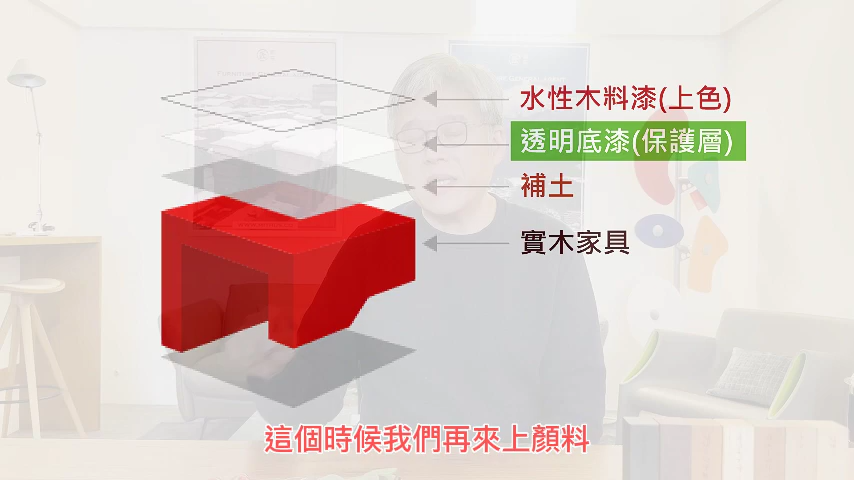 水性木料漆(上色)
透明底漆(保護層)
補土
實木家具
這個時候我們再來上顏料